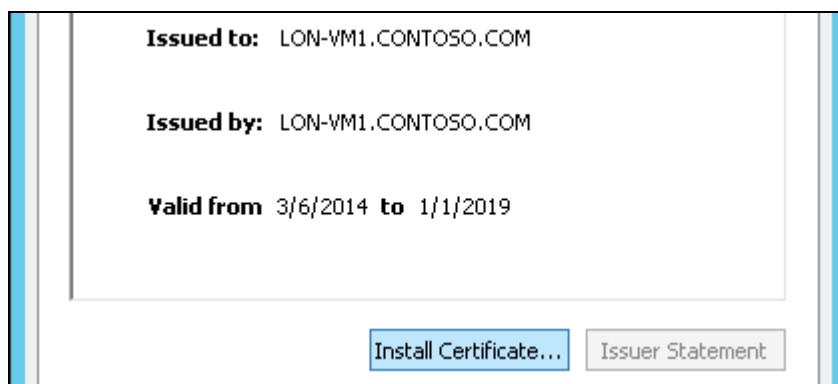 Issued to: LON-VM1.CONTOSO.COM
Issued by: LON-VM1.CONTOSO.COM
Valid from 3/6/2014 to 1/1/2019
Install Certificate... Issuer Statement